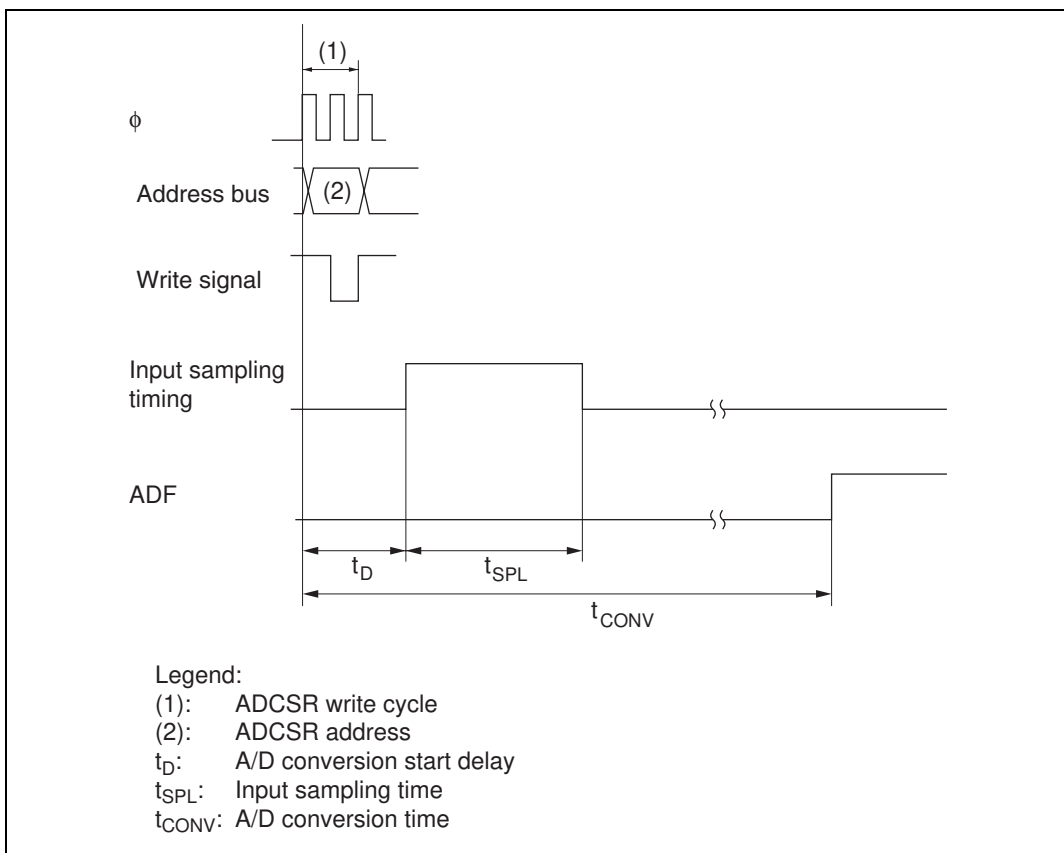 (1)
ϕ
Address bus
(2)
Write signal
Input sampling
timing
ADF
tD
tSPL
tCONV
Legend:
(1): ADCSR write cycle
(2): ADCSR address
tD: A/D conversion start delay
tSPL: Input sampling time
tCONV: A/D conversion time